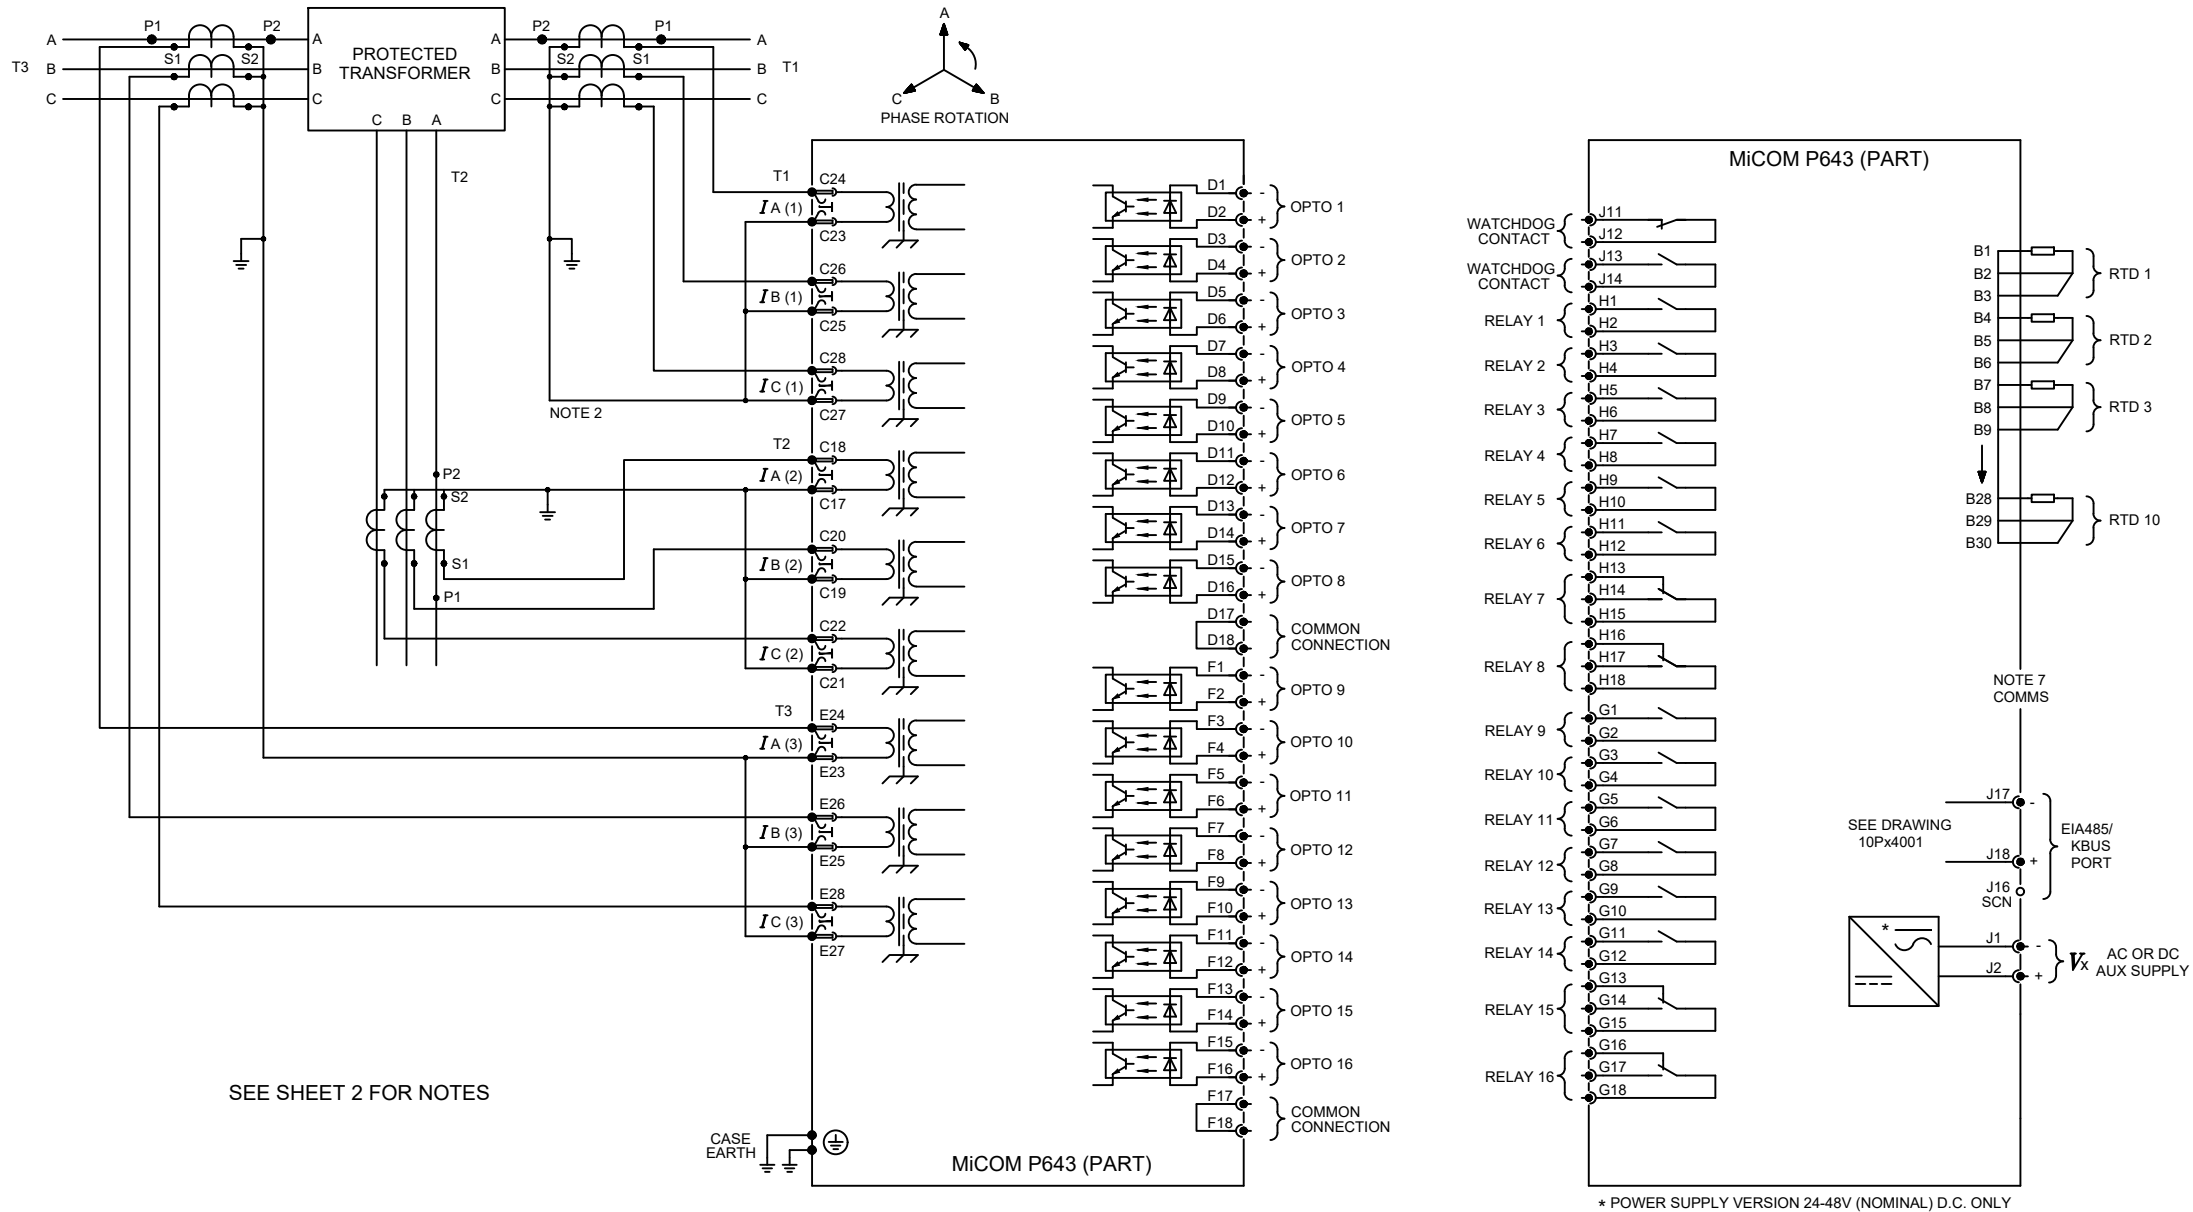 P1
P2
P2
P1
A
A
A
A
S1
S2
S2
S1
T3
B
B
B
B
T1
C
C
C
C
PROTECTED
TRANSFORMER
C
B
A
T2
A
C
B
PHASE ROTATION
T1
C24
I A (1)
C23
C26
I B (1)
C25
C28
I C (1)
C27
NOTE 2
T2
C18
I A (2)
C17
P2
S2
S1
P1
C20
I B (2)
C19
C22
I C (2)
C21
T3
E24
I A (3)
E23
E26
I B (3)
E25
E28
I C (3)
E27
SEE SHEET 2 FOR NOTES
CASE
EARTH
MiCOM P643 (PART)
D1 -
D2 +
OPTO 1
D3 -
D4 +
OPTO 2
D5 -
D6 +
OPTO 3
D7 -
D8 +
OPTO 4
D9 -
D10 +
OPTO 5
D11 -
D12 +
OPTO 6
D13 -
D14 +
OPTO 7
D15 -
D16 +
OPTO 8
D17
D18
COMMON
CONNECTION
F1 -
F2 +
OPTO 9
F3 -
F4 +
OPTO 10
F5 -
F6 +
OPTO 11
F7 -
F8 +
OPTO 12
F9 -
F10 +
OPTO 13
F11 -
F12 +
OPTO 14
F13 -
F14 +
OPTO 15
F15 -
F16 +
OPTO 16
F17
F18
COMMON
CONNECTION
MiCOM P643 (PART)
WATCHDOG
CONTACT
J11
J12
WATCHDOG
CONTACT
J13
J14
RELAY 1
H1
H2
RELAY 2
H3
H4
RELAY 3
H5
H6
RELAY 4
H7
H8
RELAY 5
H9
H10
RELAY 6
H11
H12
RELAY 7
H13
H14
H15
RELAY 8
H16
H17
H18
RELAY 9
G1
G2
RELAY 10
G3
G4
RELAY 11
G5
G6
RELAY 12
G7
G8
RELAY 13
G9
G10
RELAY 14
G11
G12
RELAY 15
G13
G14
G15
RELAY 16
G16
G17
G18
B1
B2
B3
RTD 1
B4
B5
B6
RTD 2
B7
B8
B9
RTD 3
B28
B29
B30
RTD 10
NOTE 7
COMMS
SEE DRAWING
10Px4001
J17 -
J18 +
J16
SCN
EIA485/
KBUS
PORT
*
J1 -
J2 +
Vx
AC OR DC
AUX SUPPLY
* POWER SUPPLY VERSION 24-48V (NOMINAL) D.C. ONLY